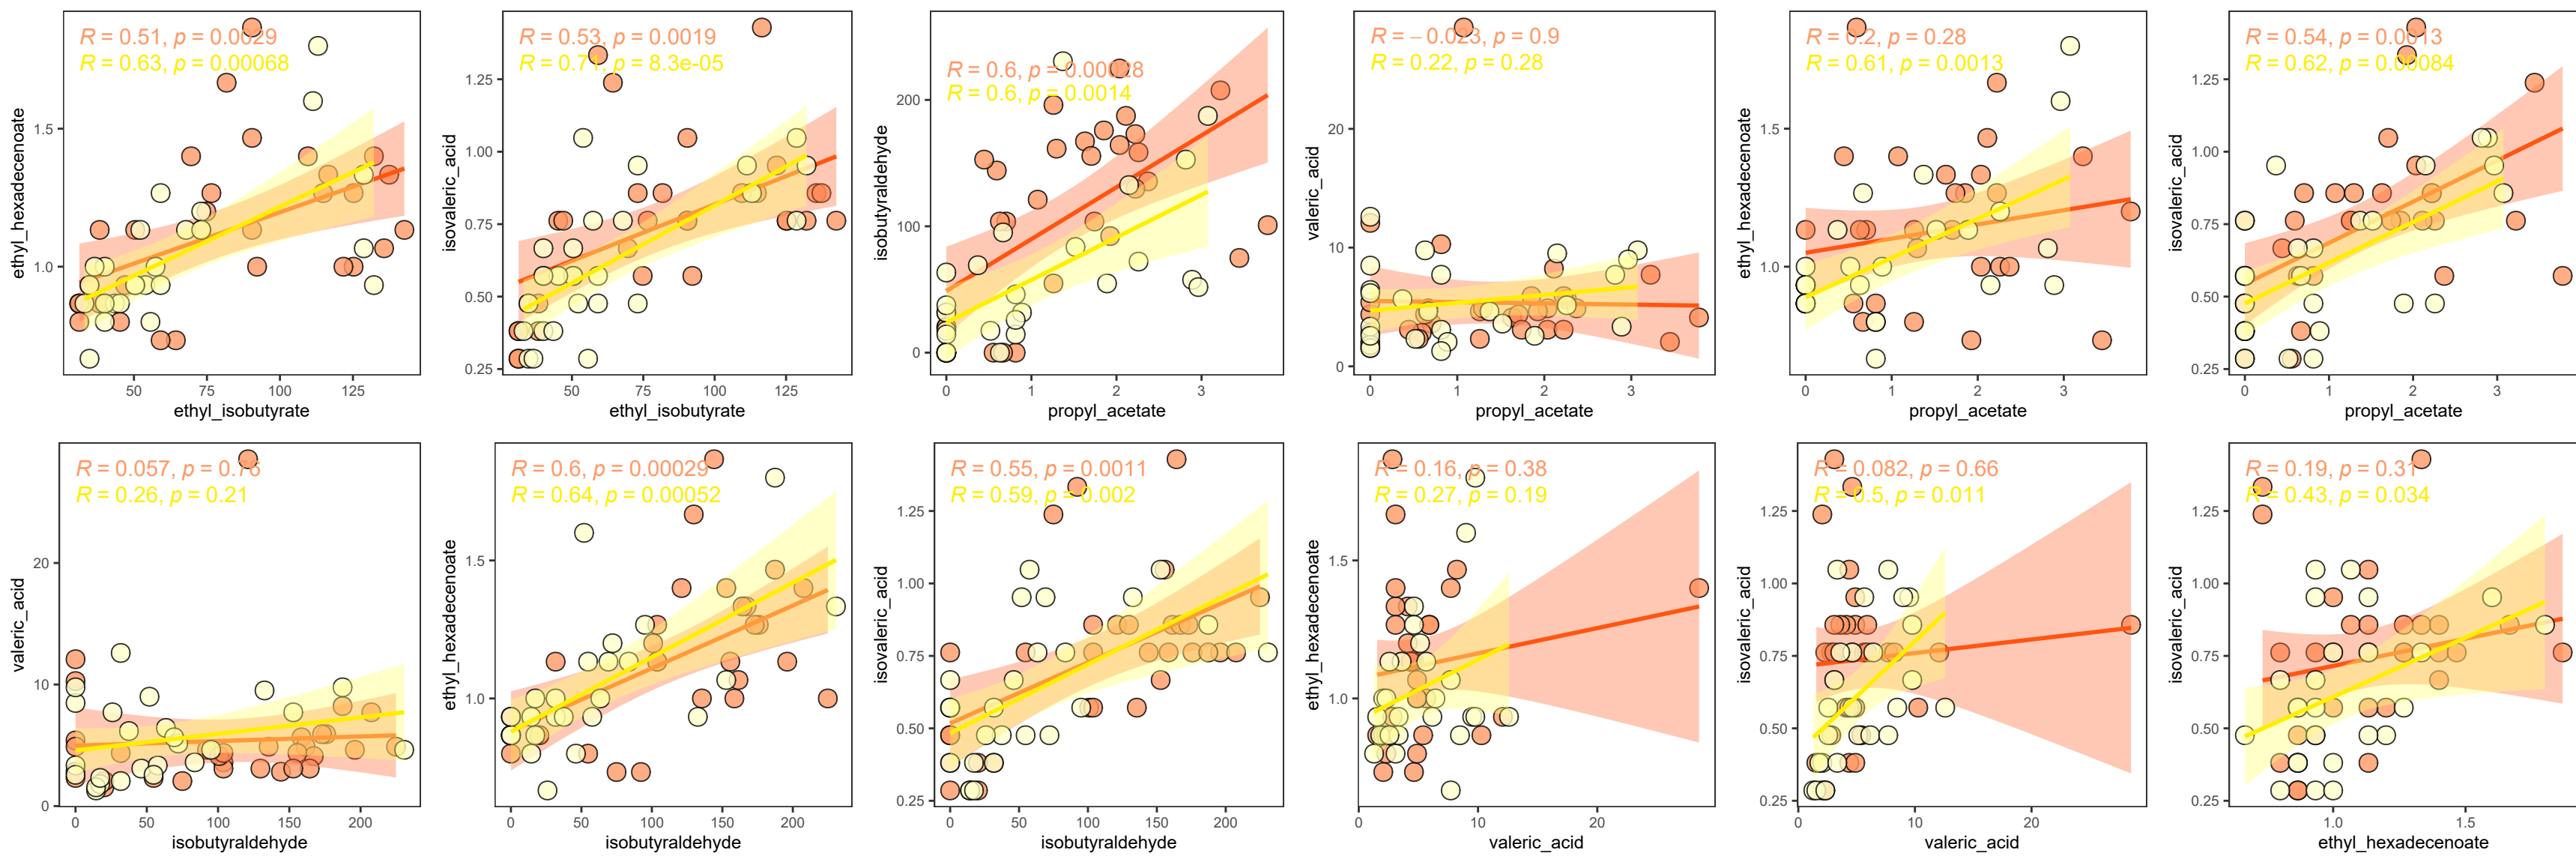 R = 0.51, p = 0.0029
R = 0.63, p = 0.00068
ethyl_hexadecenoate
1.5
1.0
50 75 100 125
ethyl_isobutyrate
R = 0.53, p = 0.0019
R = 0.71, p = 8.3e-05
isovaleric_acid
1.25
1.00
0.75
0.50
0.25
50 75 100 125
ethyl_isobutyrate
R = 0.6, p = 0.00028
R = 0.6, p = 0.0014
isobutyraldehyde
200
100
0
0 1 2 3
propyl_acetate
R = − 0.023, p = 0.9
R = 0.22, p = 0.28
valeric_acid
20
10
0
0 1 2 3
propyl_acetate
R = 0.2, p = 0.28
R = 0.61, p = 0.0013
ethyl_hexadecenoate
1.5
1.0
0 1 2 3
propyl_acetate
R = 0.54, p = 0.0013
R = 0.62, p = 0.00084
isovaleric_acid
1.25
1.00
0.75
0.50
0.25
0 1 2 3
propyl_acetate
R = 0.057, p = 0.76
R = 0.26, p = 0.21
valeric_acid
20
10
0
0 50 100 150 200
isobutyraldehyde
R = 0.6, p = 0.00029
R = 0.64, p = 0.00052
ethyl_hexadecenoate
1.5
1.0
0 50 100 150 200
isobutyraldehyde
R = 0.55, p = 0.0011
R = 0.59, p = 0.002
isovaleric_acid
1.25
1.00
0.75
0.50
0.25
0 50 100 150 200
isobutyraldehyde
R = 0.16, p = 0.38
R = 0.27, p = 0.19
ethyl_hexadecenoate
1.5
1.0
0 10 20
valeric_acid
R = 0.082, p = 0.66
R = 0.5, p = 0.011
isovaleric_acid
1.25
1.00
0.75
0.50
0.25
0 10 20
valeric_acid
R = 0.19, p = 0.31
R = 0.43, p = 0.034
isovaleric_acid
1.25
1.00
0.75
0.50
0.25
1.0 1.5
ethyl_hexadecenoate